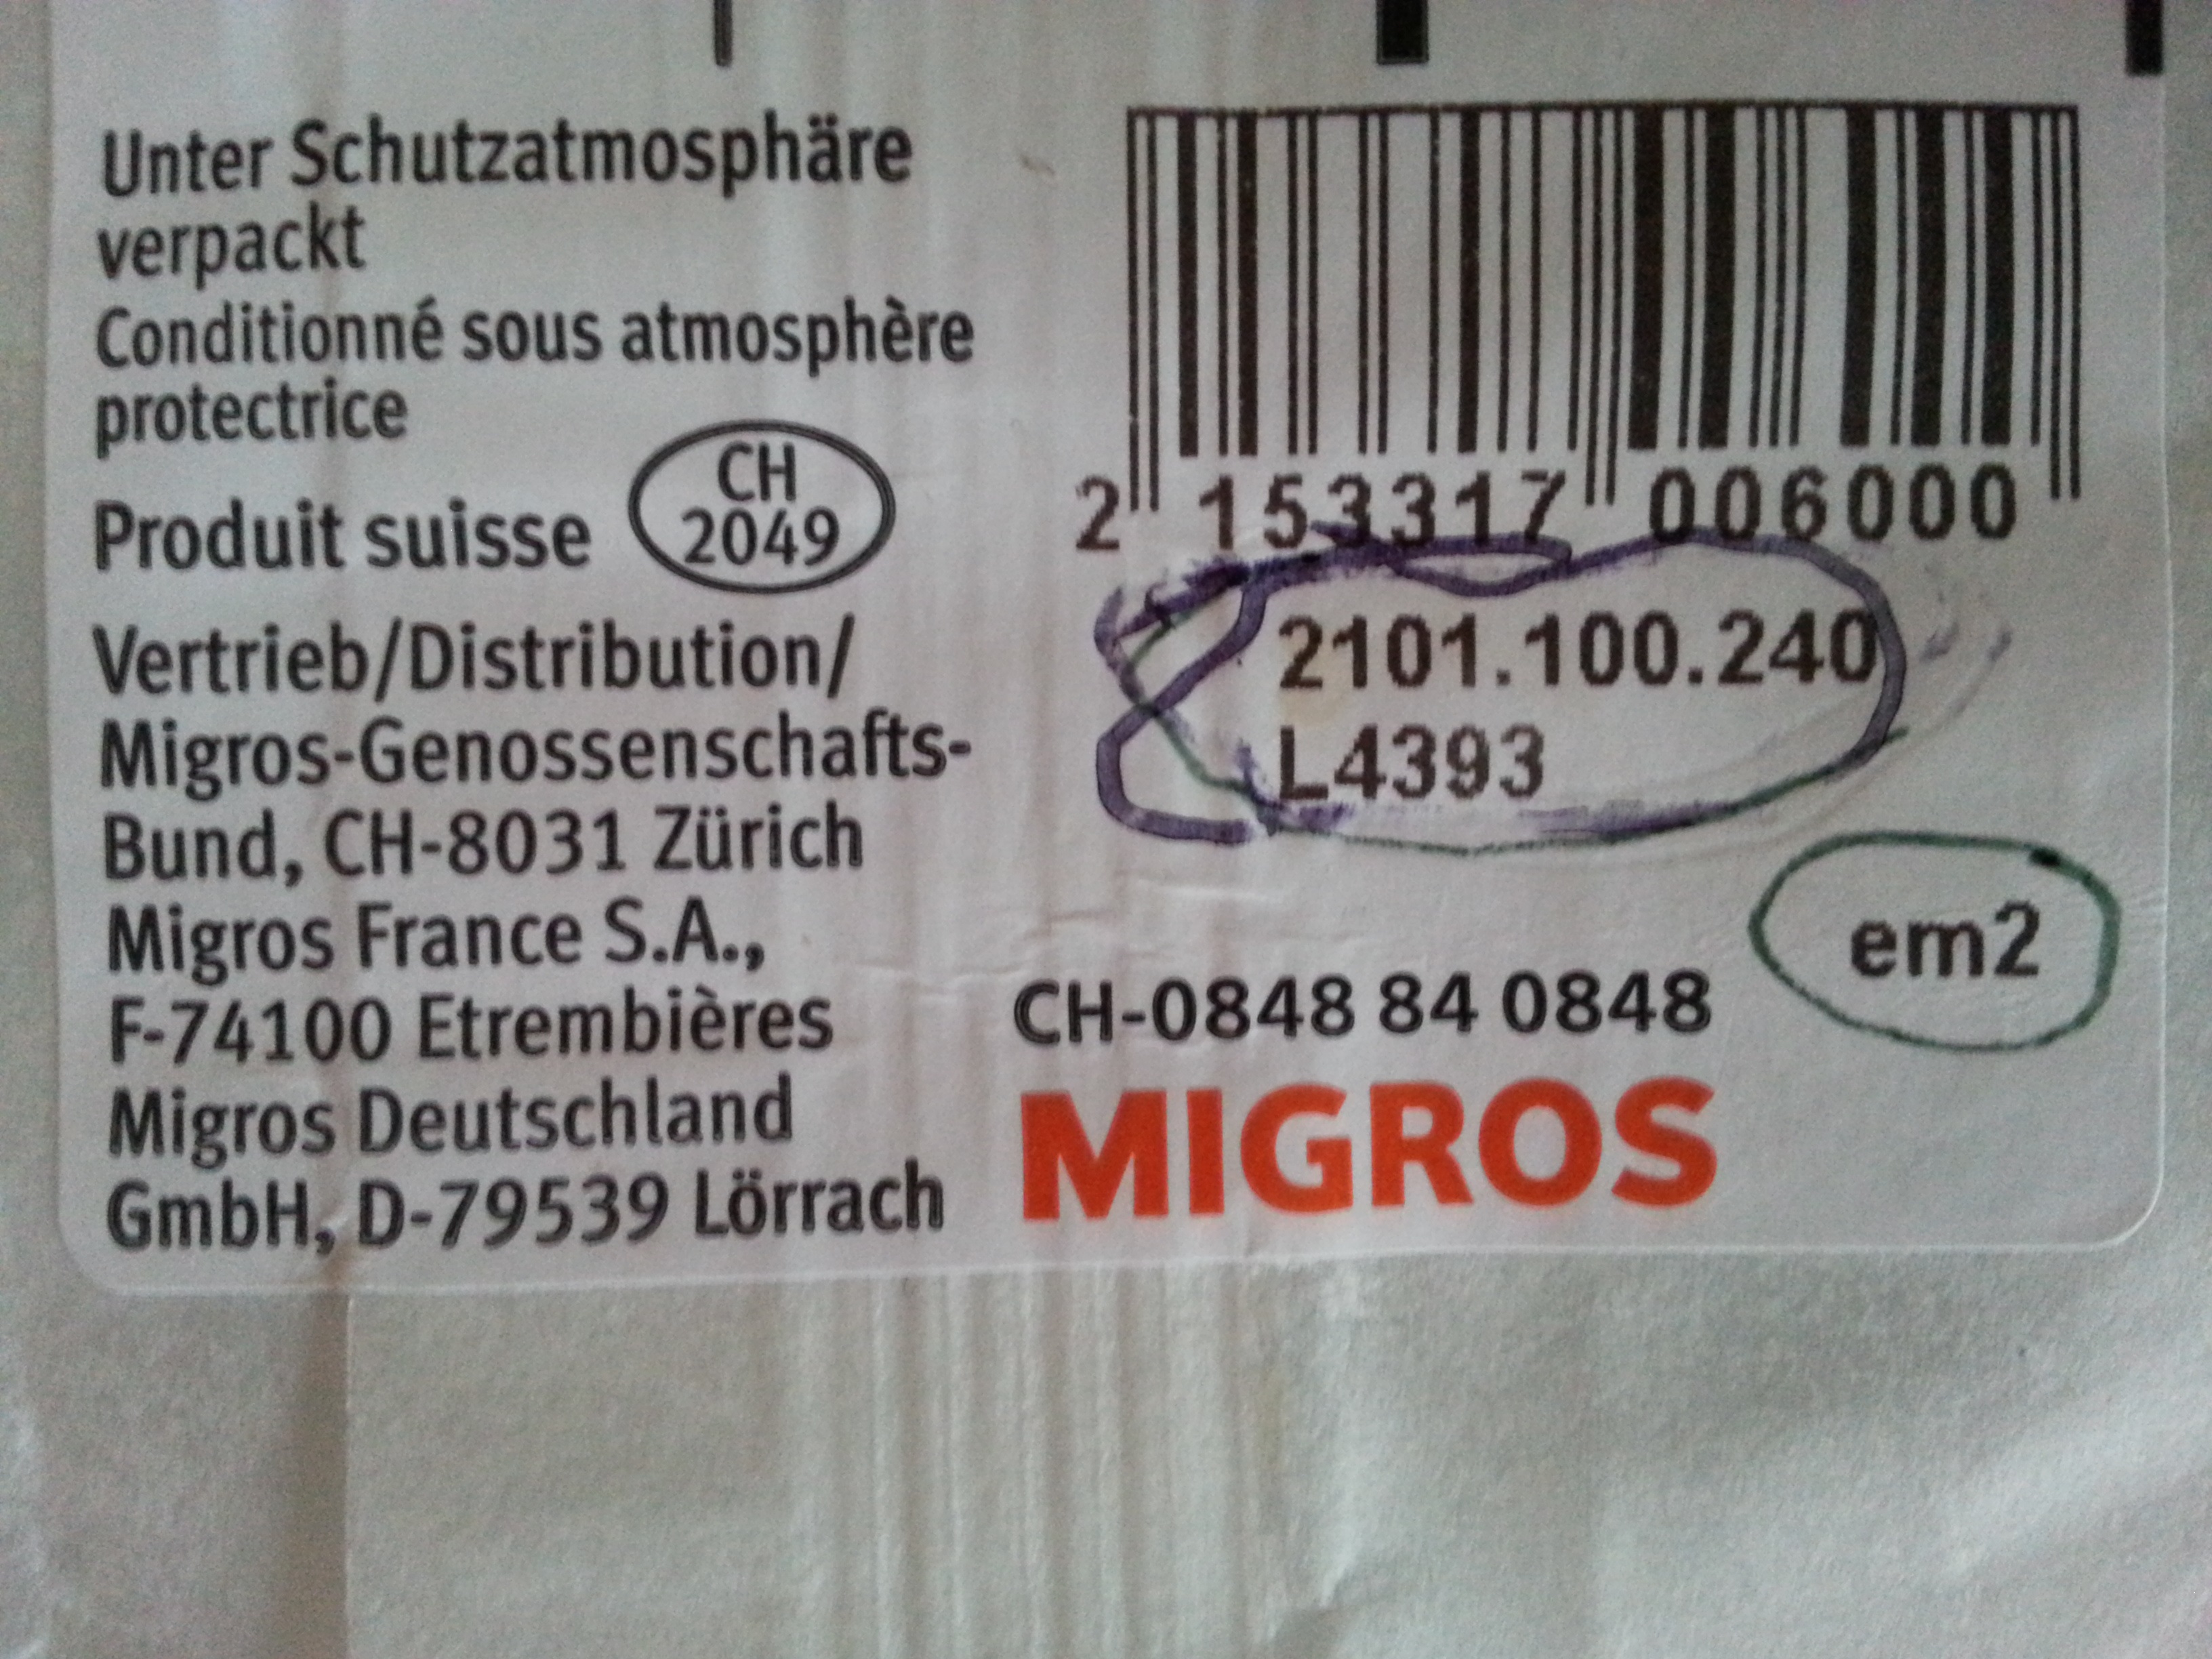 Unter Schutzatmosphäre
verpackt
Conditionné sous atmosphère
protectrice
Produit suisse
CH
2049
Vertrieb/Distribution/
Migros-Genossenschafts-
Bund, CH-8031 Zürich
Migros France S.A.,
F-74100 Etrembières
Migros Deutschland
GmbH, D-79539 Lörrach
2 153317 006000
2101.100.240
L4393
em2
CH-0848 84 0848
MIGROS